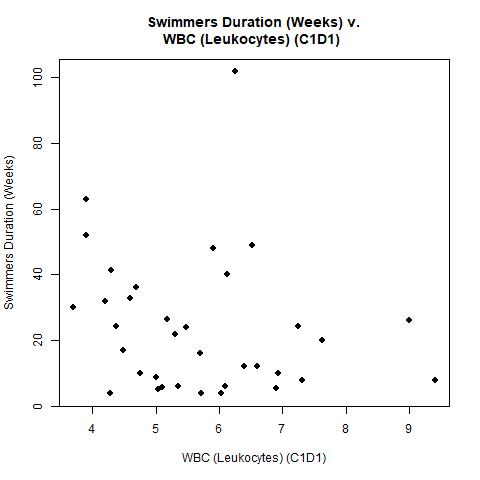 Swimmers Duration (Weeks) v.
WBC (Leukocytes) (C1D1)
Swimmers Duration (Weeks)
100
80
60
40
20
0
4 5 6 7 8 9
WBC (Leukocytes) (C1D1)